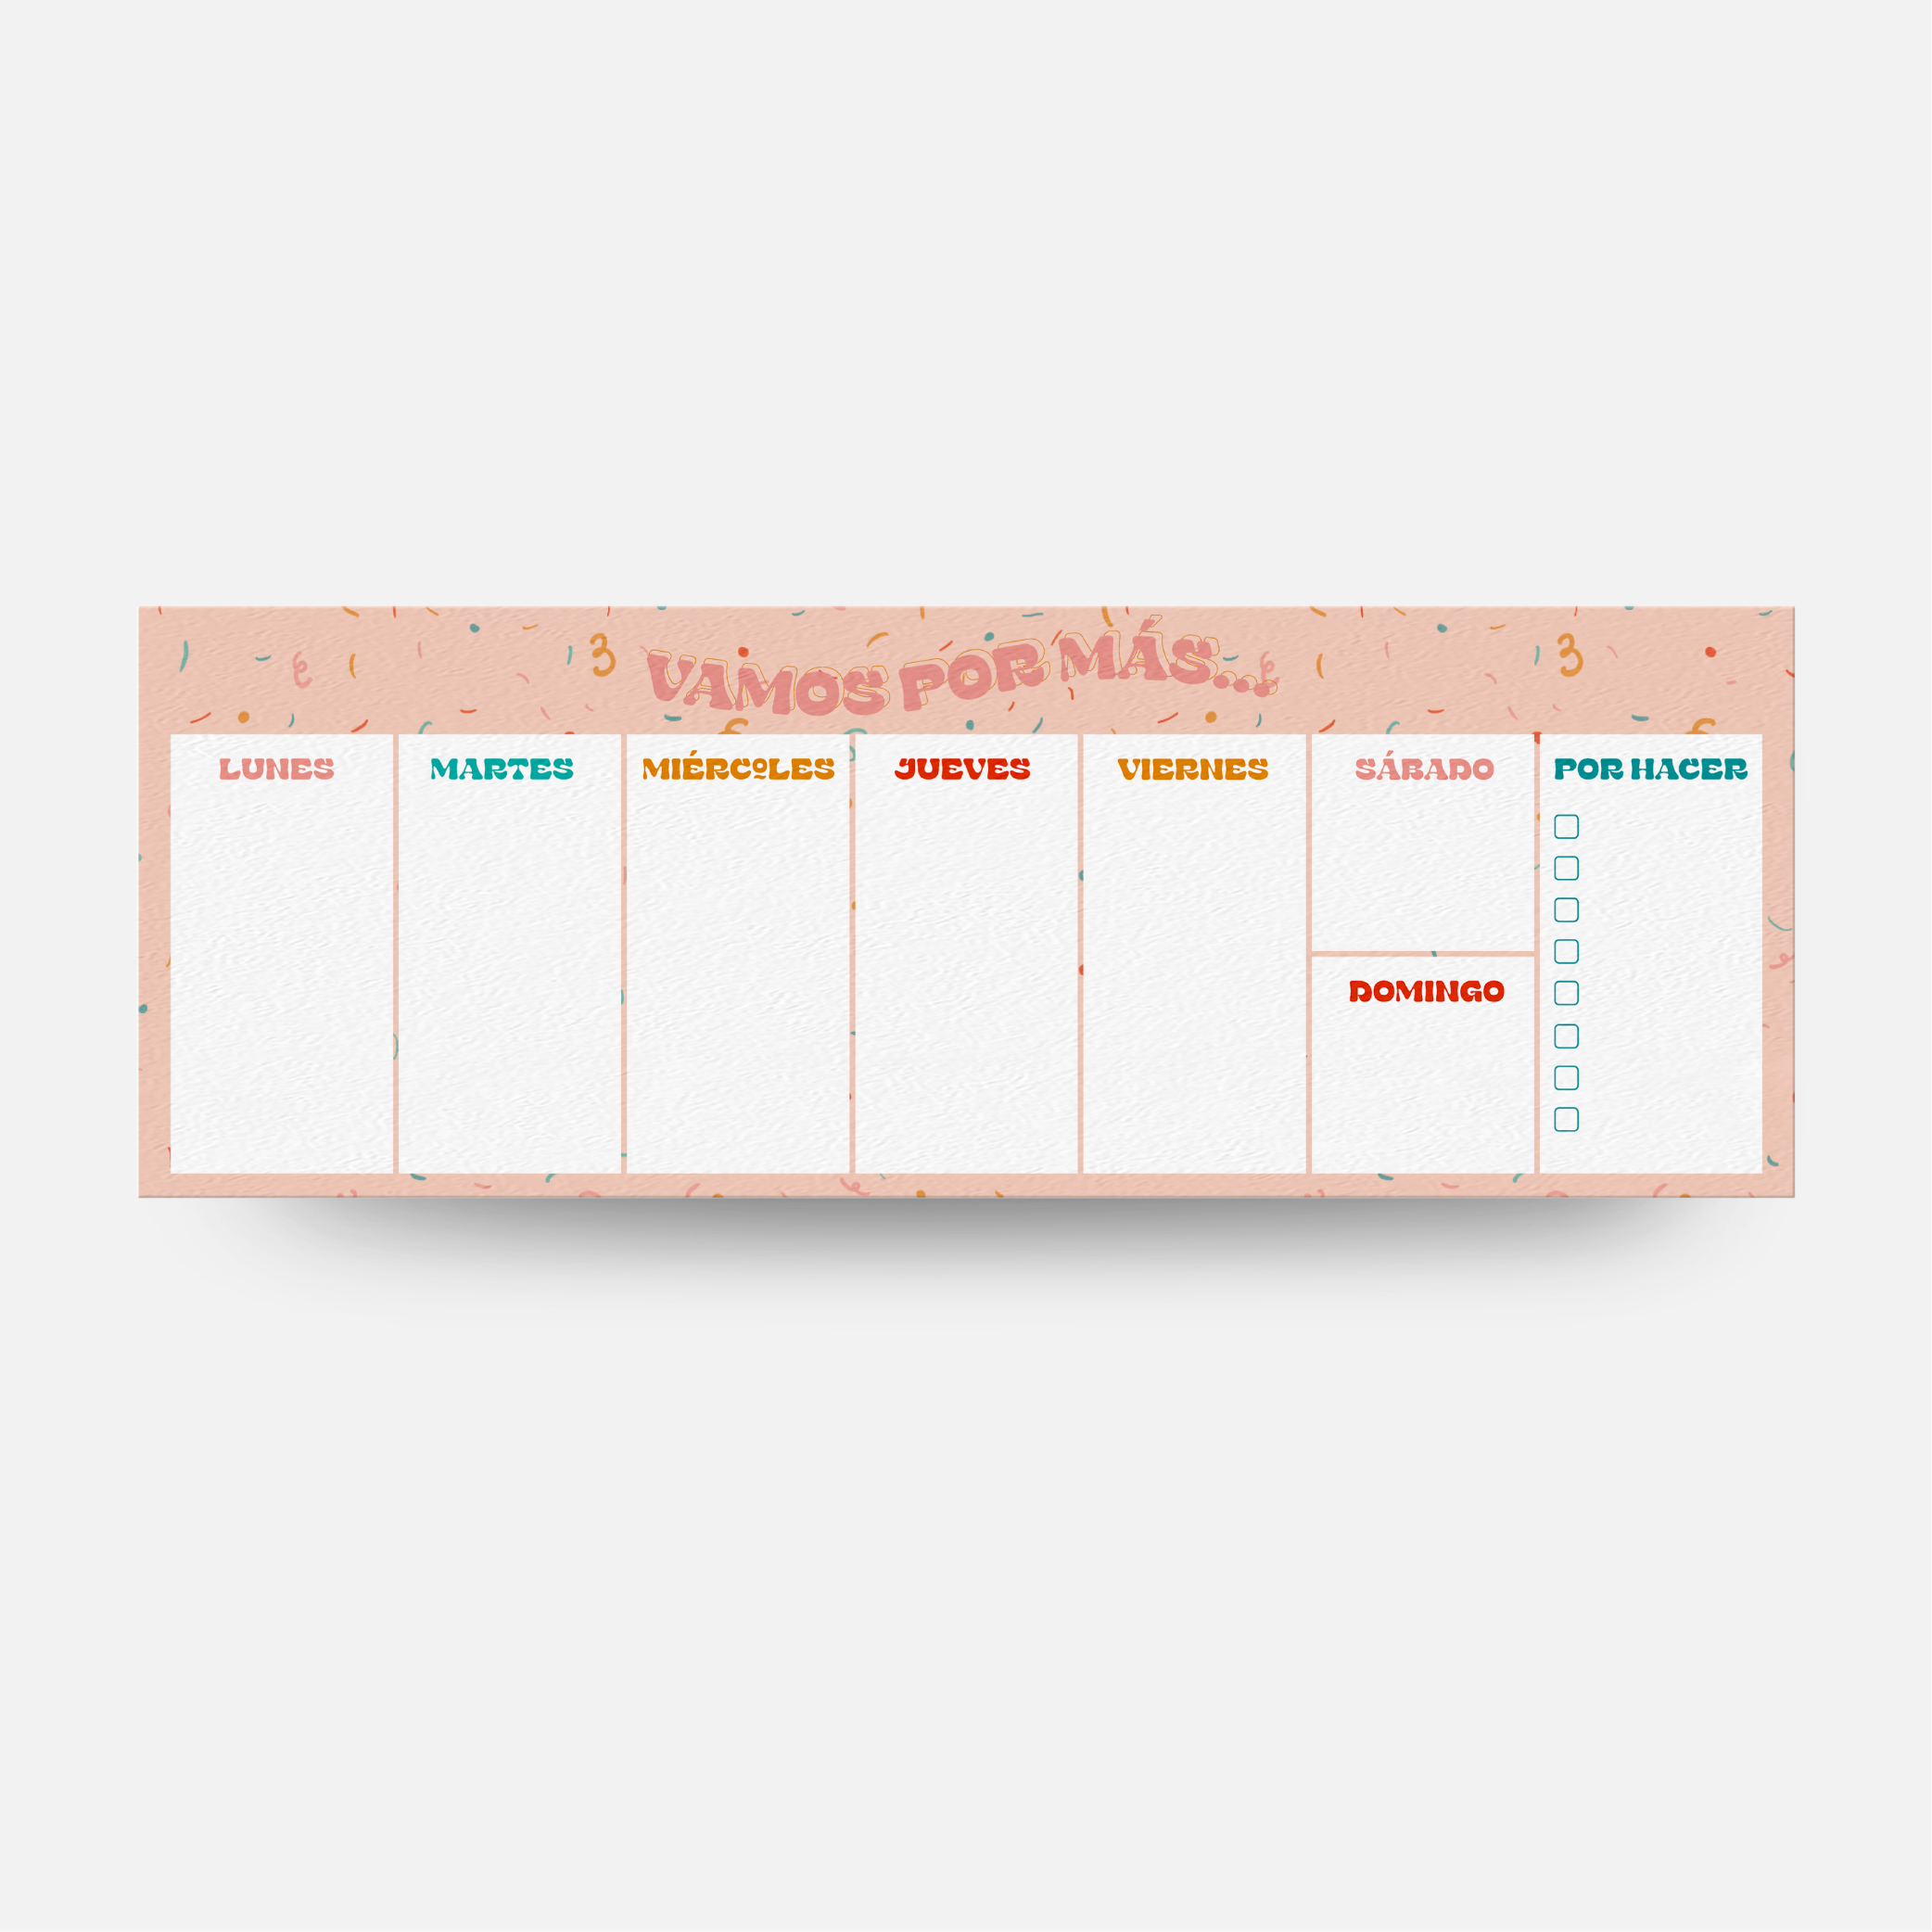 VAMOS POR MÁS...
LUNES
MARTES
MIÉRCOLES
JUEVES
VIERNES
SÁBADO
DOMINGO
POR HACER